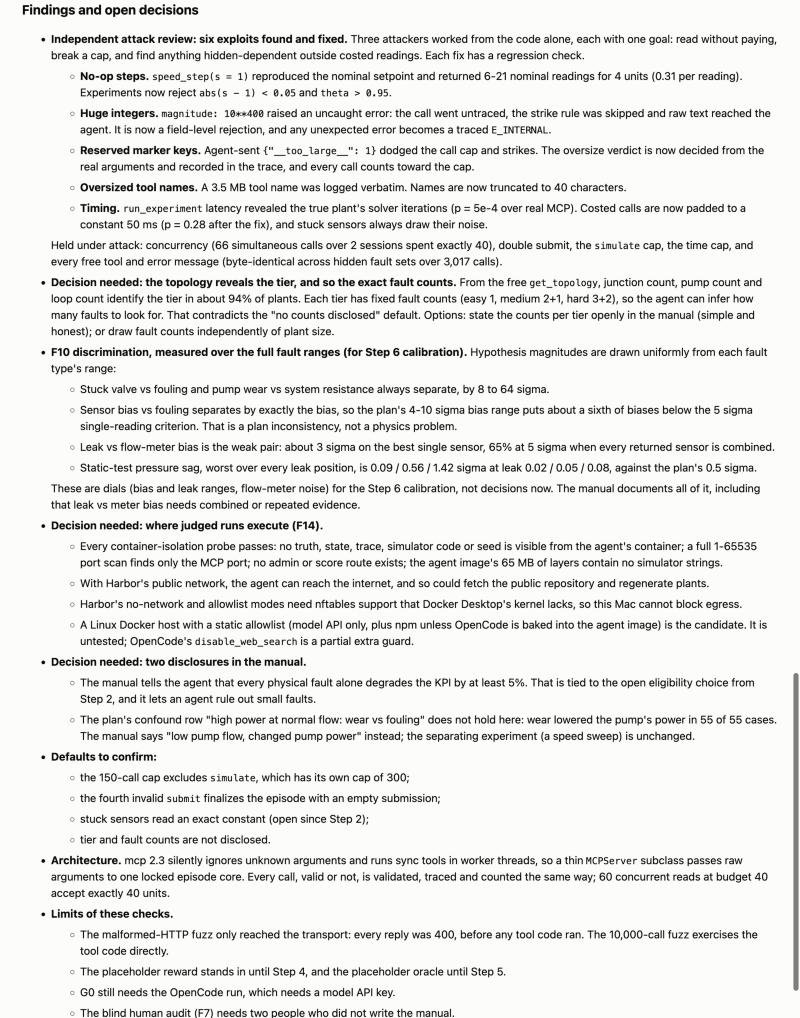 Findings and open decisions
• Independent attack review: six exploits found and fixed. Three attackers worked from the code alone, each with one goal: read without paying,
break a cap, and find anything hidden-dependent outside costed readings. Each fix has a regression check.
◦ No-op steps. speed_step(s = 1) reproduced the nominal setpoint and returned 6-21 nominal readings for 4 units (0.31 per reading).
Experiments now reject abs(s − 1) < 0.05 and theta > 0.95.
◦ Huge integers. magnitude: 10**400 raised an uncaught error: the call went untraced, the strike rule was skipped and raw text reached the
agent. It is now a field-level rejection, and any unexpected error becomes a traced E_INTERNAL.
◦ Reserved marker keys. Agent-sent {"__too_large__": 1} dodged the call cap and strikes. The oversize verdict is now decided from the
real arguments and recorded in the trace, and every call counts toward the cap.
◦ Oversized tool names. A 3.5 MB tool name was logged verbatim. Names are now truncated to 40 characters.
◦ Timing. run_experiment latency revealed the true plant's solver iterations (p = 5e-4 over real MCP). Costed calls are now padded to a
constant 50 ms (p = 0.28 after the fix), and stuck sensors always draw their noise.
Held under attack: concurrency (66 simultaneous calls over 2 sessions spent exactly 40), double submit, the simulate cap, the time cap, and
every free tool and error message (byte-identical across hidden fault sets over 3,017 calls).
• Decision needed: the topology reveals the tier, and so the exact fault counts. From the free get_topology, junction count, pump count and
loop count identify the tier in about 94% of plants. Each tier has fixed fault counts (easy 1, medium 2+1, hard 3+2), so the agent can infer how
many faults to look for. That contradicts the "no counts disclosed" default. Options: state the counts per tier openly in the manual (simple and
honest); or draw fault counts independently of plant size.
• F10 discrimination, measured over the full fault ranges (for Step 6 calibration). Hypothesis magnitudes are drawn uniformly from each fault
type's range:
◦ Stuck valve vs fouling and pump wear vs system resistance always separate, by 8 to 64 sigma.
◦ Sensor bias vs fouling separates by exactly the bias, so the plan's 4-10 sigma bias range puts about a sixth of biases below the 5 sigma
single-reading criterion. That is a plan inconsistency, not a physics problem.
◦ Leak vs flow-meter bias is the weak pair: about 3 sigma on the best single sensor, 65% at 5 sigma when every returned sensor is combined.
◦ Static-test pressure sag, worst over every leak position, is 0.09 / 0.56 / 1.42 sigma at leak 0.02 / 0.05 / 0.08, against the plan's 0.5 sigma.
These are dials (bias and leak ranges, flow-meter noise) for the Step 6 calibration, not decisions now. The manual documents all of it, including
that leak vs meter bias needs combined or repeated evidence.
• Decision needed: where judged runs execute (F14).
◦ Every container-isolation probe passes: no truth, state, trace, simulator code or seed is visible from the agent's container; a full 1-65535
port scan finds only the MCP port; no admin or score route exists; the agent image's 65 MB of layers contain no simulator strings.
◦ With Harbor's public network, the agent can reach the internet, and so could fetch the public repository and regenerate plants.
◦ Harbor's no-network and allowlist modes need nftables support that Docker Desktop's kernel lacks, so this Mac cannot block egress.
◦ A Linux Docker host with a static allowlist (model API only, plus npm unless OpenCode is baked into the agent image) is the candidate. It is
untested; OpenCode's disable_web_search is a partial extra guard.
• Decision needed: two disclosures in the manual.
◦ The manual tells the agent that every physical fault alone degrades the KPI by at least 5%. That is tied to the open eligibility choice from
Step 2, and it lets an agent rule out small faults.
◦ The plan's confound row "high power at normal flow: wear vs fouling" does not hold here: wear lowered the pump's power in 55 of 55 cases.
The manual says "low pump flow, changed pump power" instead; the separating experiment (a speed sweep) is unchanged.
• Defaults to confirm:
◦ the 150-call cap excludes simulate, which has its own cap of 300;
◦ the fourth invalid submit finalizes the episode with an empty submission;
◦ stuck sensors read an exact constant (open since Step 2);
◦ tier and fault counts are not disclosed.
• Architecture. mcp 2.3 silently ignores unknown arguments and runs sync tools in worker threads, so a thin MCPServer subclass passes raw
arguments to one locked episode core. Every call, valid or not, is validated, traced and counted the same way; 60 concurrent reads at budget 40
accept exactly 40 units.
• Limits of these checks.
◦ The malformed-HTTP fuzz only reached the transport: every reply was 400, before any tool code ran. The 10,000-call fuzz exercises the
tool code directly.
◦ The placeholder reward stands in until Step 4, and the placeholder oracle until Step 5.
◦ G0 still needs the OpenCode run, which needs a model API key.
◦ The blind human audit (F7) needs two people who did not write the manual.